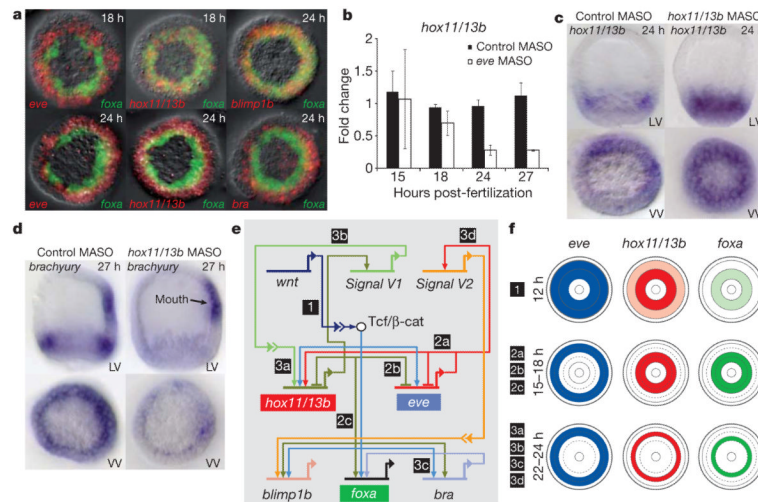 a
18 h
18 h
24 h
eve foxa
hox11/13b foxa
blimp1b foxa
24 h
24 h
24 h
eve foxa
hox11/13b foxa
bra foxa
b
hox11/13b
Control MASO
eve MASO
Fold change
2
1.5
1
0.5
0
15 18 24 27
Hours post-fertilization
c
Control MASO
hox11/13b 24 h
hox11/13b MASO
hox11/13b 24
LV
LV
VV
VV
d
Control MASO
brachyury 27 h
hox11/13b MASO
brachyury 27 h
Mouth
LV
LV
VV
VV
e
3b
3d
wnt
Signal V1
Signal V2
1
Tcf/β-cat
2a
3a
2b
hox11/13b
eve
2c
3c
blimp1b
foxa
bra
f
eve hox11/13b foxa
1
12 h
2a
2b
2c
15–18 h
3a
3b
3c
3d
22–24 h